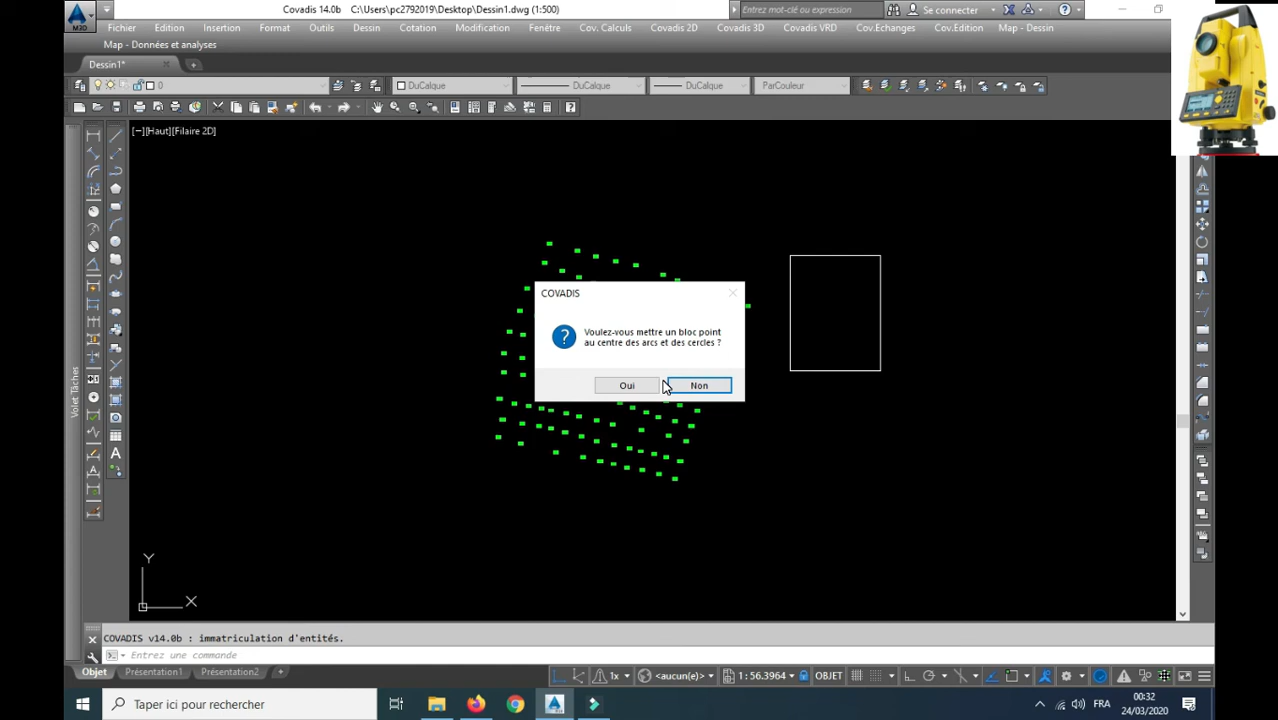 Covadis 14.0b   C:\Users\pc2792019\Desktop\Dessin1.dwg (1:500)
Entrez mot-clé ou expression
Se connecter
M3D
Fichier Edition Insertion Format Outils Dessin Cotation Modification Fenêtre Cov. Calculs Covadis 2D Covadis 3D Covadis VRD Cov.Echanges Cov.Edition Map - Dessin
Map - Données et analyses
Dessin1*
0
DuCalque
DuCalque
DuCalque
ParCouleur
[−][Haut][Filaire 2D]
COVADIS
Voulez-vous mettre un bloc point
au centre des arcs et des cercles ?
Oui
Non
Volet Tâches
Y
X
COVADIS v14.0b : immatriculation d'entités.
Entrez une commande
Objet Présentation1 Présentation2
1x
<aucun(e)>
1: 56.3964
OBJET
Taper ici pour rechercher
FRA
00:32
24/03/2020